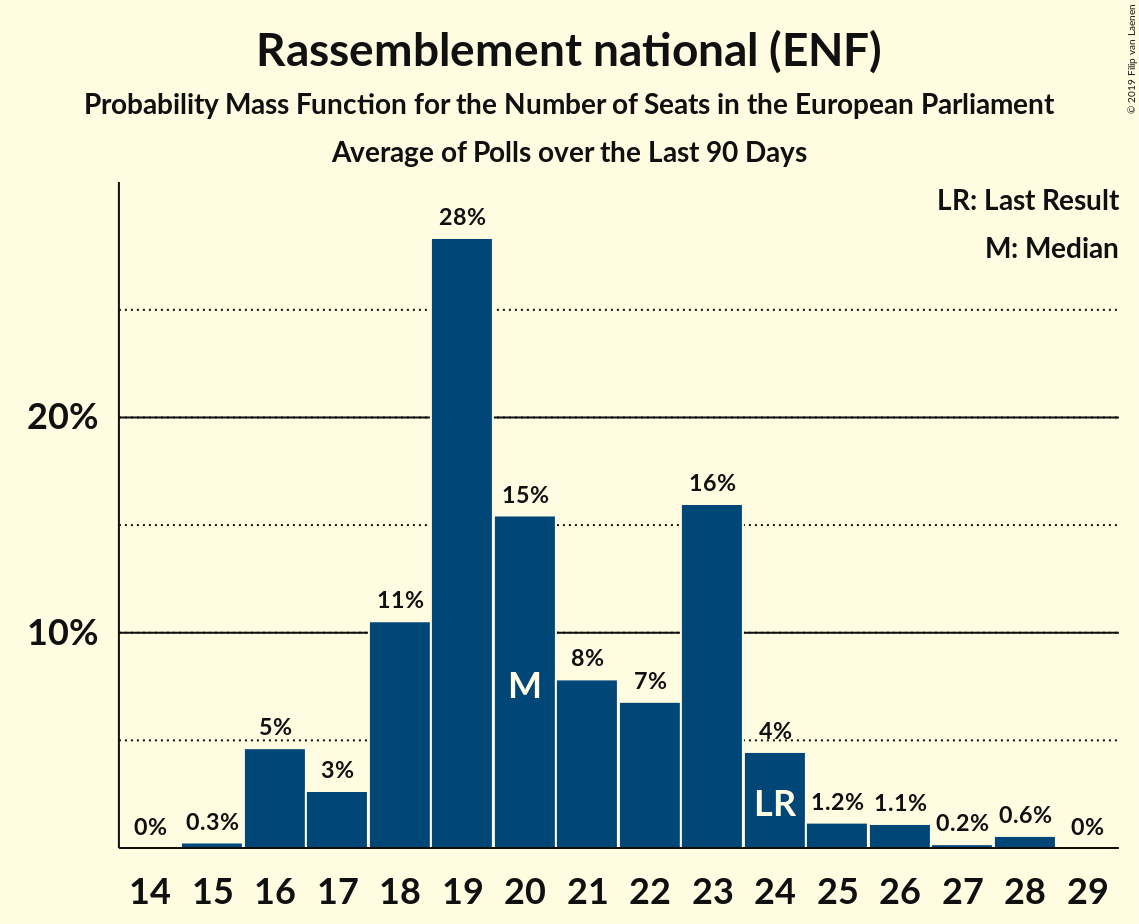 Rassemblement national (ENF)
Probability Mass Function for the Number of Seats in the European Parliament
Average of Polls over the Last 90 Days
© 2019 Filip van Laenen
LR: Last Result
M: Median
28%
20%
16%
15%
11%
10%
8%
7%
M
5%
4%
3%
LR
1.2%
1.1%
0.6%
0.3%
0.2%
0%
0%
14 15 16 17 18 19 20 21 22 23 24 25 26 27 28 29